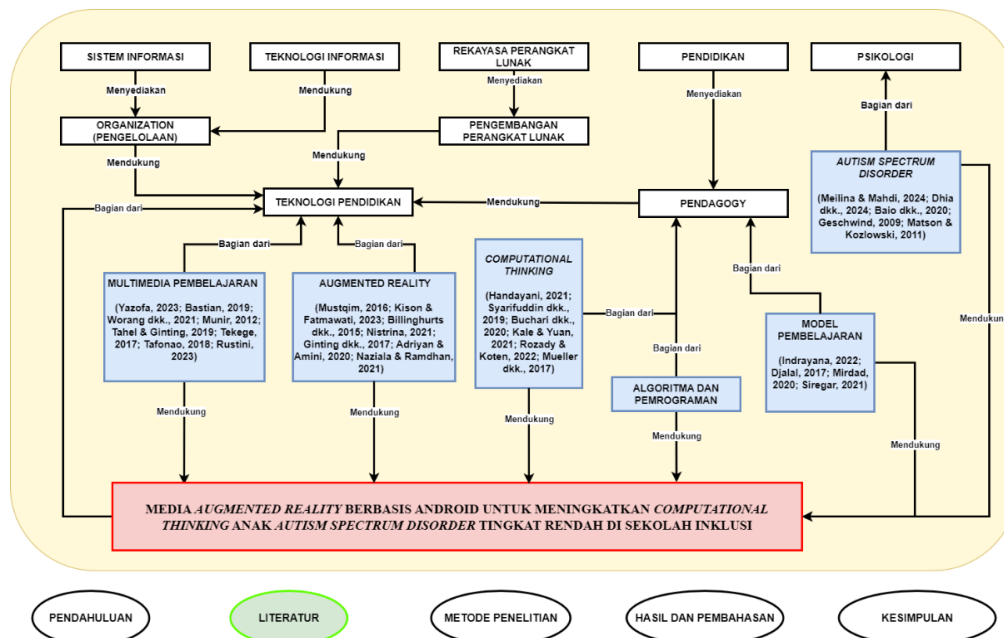 SISTEM INFORMASI
TEKNOLOGI INFORMASI
REKAYASA PERANGKAT
LUNAK
PENDIDIKAN
PSIKOLOGI
Menyediakan
Mendukung
Menyediakan
Menyediakan
Bagian dari
ORGANIZATION
(PENGELOLAAN)
PENGEMBANGAN
PERANGKAT LUNAK
Mendukung
Mendukung
AUTISM SPECTRUM
DISORDER
(Meilina & Mahdi, 2024; Dhia
dkk., 2024; Baio dkk., 2020;
Geschwind, 2009; Matson &
Kozlowski, 2011)
Bagian dari
TEKNOLOGI PENDIDIKAN
Mendukung
PENDAGOGY
Bagian dari
Bagian dari
Bagian dari
MULTIMEDIA PEMBELAJARAN
(Yazofa, 2023; Bastian, 2019;
Worang dkk., 2021; Munir, 2012;
Tahel & Ginting, 2019; Tekege,
2017; Tafonao, 2018; Rustini,
2023)
AUGMENTED REALITY
(Mustqim, 2016; Kison &
Fatmawati, 2023; Billinghurts
dkk., 2015; Nistrina, 2021;
Ginting dkk., 2017; Adriyan &
Amini, 2020; Naziala & Ramdhan,
2021)
COMPUTATIONAL
THINKING
(Handayani, 2021;
Syarifuddin dkk.,
2019; Buchari dkk.,
2020; Kale & Yuan,
2021; Rozady &
Koten, 2022; Mueller
dkk., 2017)
Bagian dari
Bagian dari
ALGORITMA DAN
PEMROGRAMAN
MODEL
PEMBELAJARAN
(Indrayana, 2022;
Djalal, 2017; Mirdad,
2020; Siregar, 2021)
Mendukung
Mendukung
Mendukung
Mendukung
Mendukung
Mendukung
MEDIA AUGMENTED REALITY BERBASIS ANDROID UNTUK MENINGKATKAN COMPUTATIONAL
THINKING ANAK AUTISM SPECTRUM DISORDER TINGKAT RENDAH DI SEKOLAH INKLUSI
PENDAHULUAN
LITERATUR
METODE PENELITIAN
HASIL DAN PEMBAHASAN
KESIMPULAN